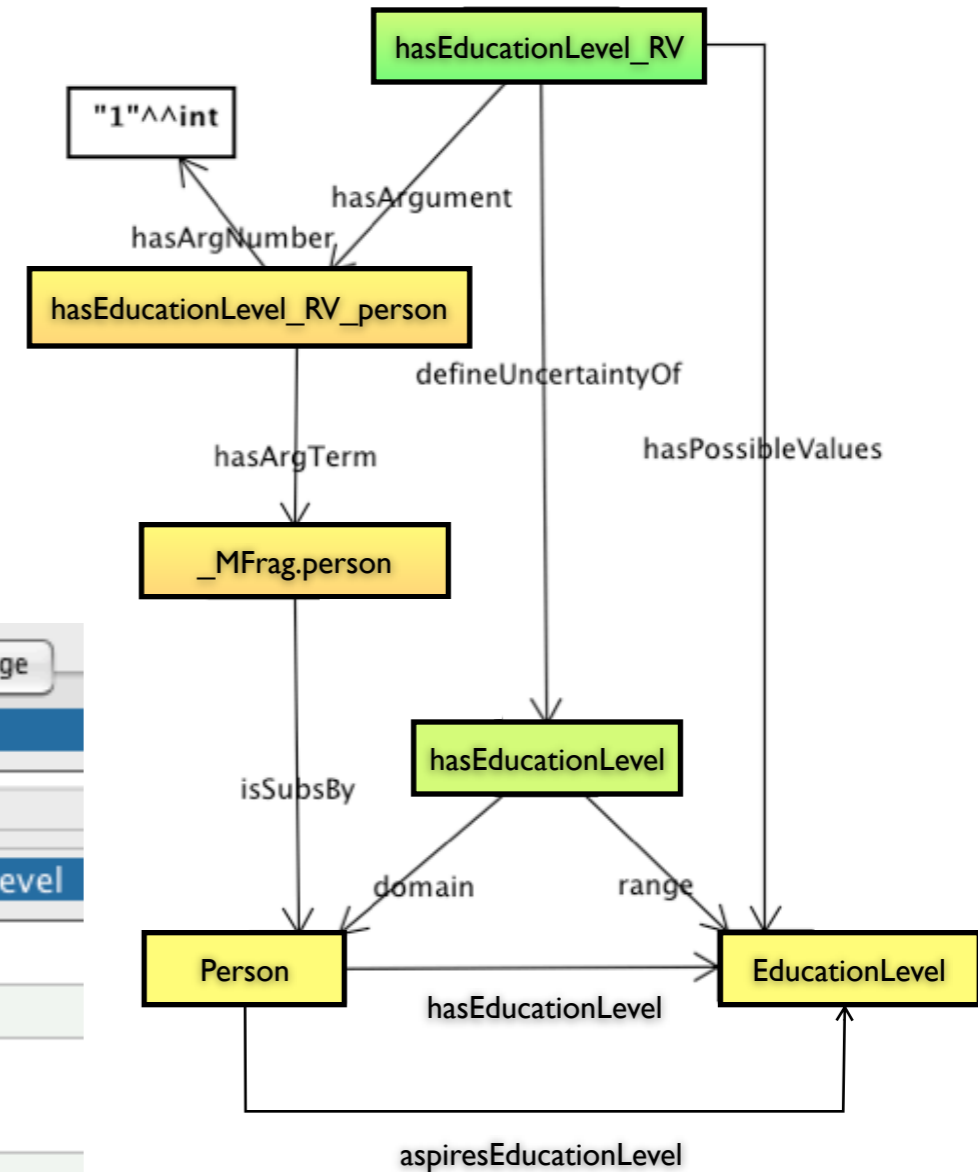 hasEducationLevel_RV
"1"^^int
hasArgument
hasArgNumber
hasEducationLevel_RV_person
defineUncertaintyOf
hasPossibleValues
hasArgTerm
_MFrag.person
ge
hasEducationLevel
isSubsBy
evel
domain
range
Person
EducationLevel
hasEducationLevel
aspiresEducationLevel